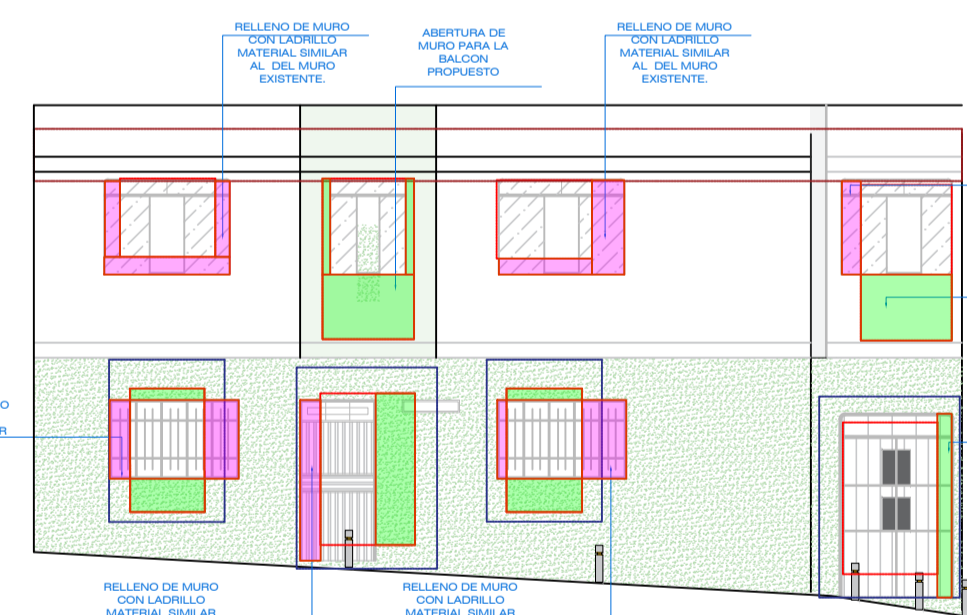 RELLENO DE MURO
CON LADRILLO
MATERIAL SIMILAR
AL DEL MURO
EXISTENTE.
ABERTURA DE
MURO PARA LA
BALCON
PROPUESTO
RELLENO DE MURO
CON LADRILLO
MATERIAL SIMILAR
AL DEL MURO
EXISTENTE.
O
R
RELLENO DE MURO
CON LADRILLO
MATERIAL SIMILAR
RELLENO DE MURO
CON LADRILLO
MATERIAL SIMILAR